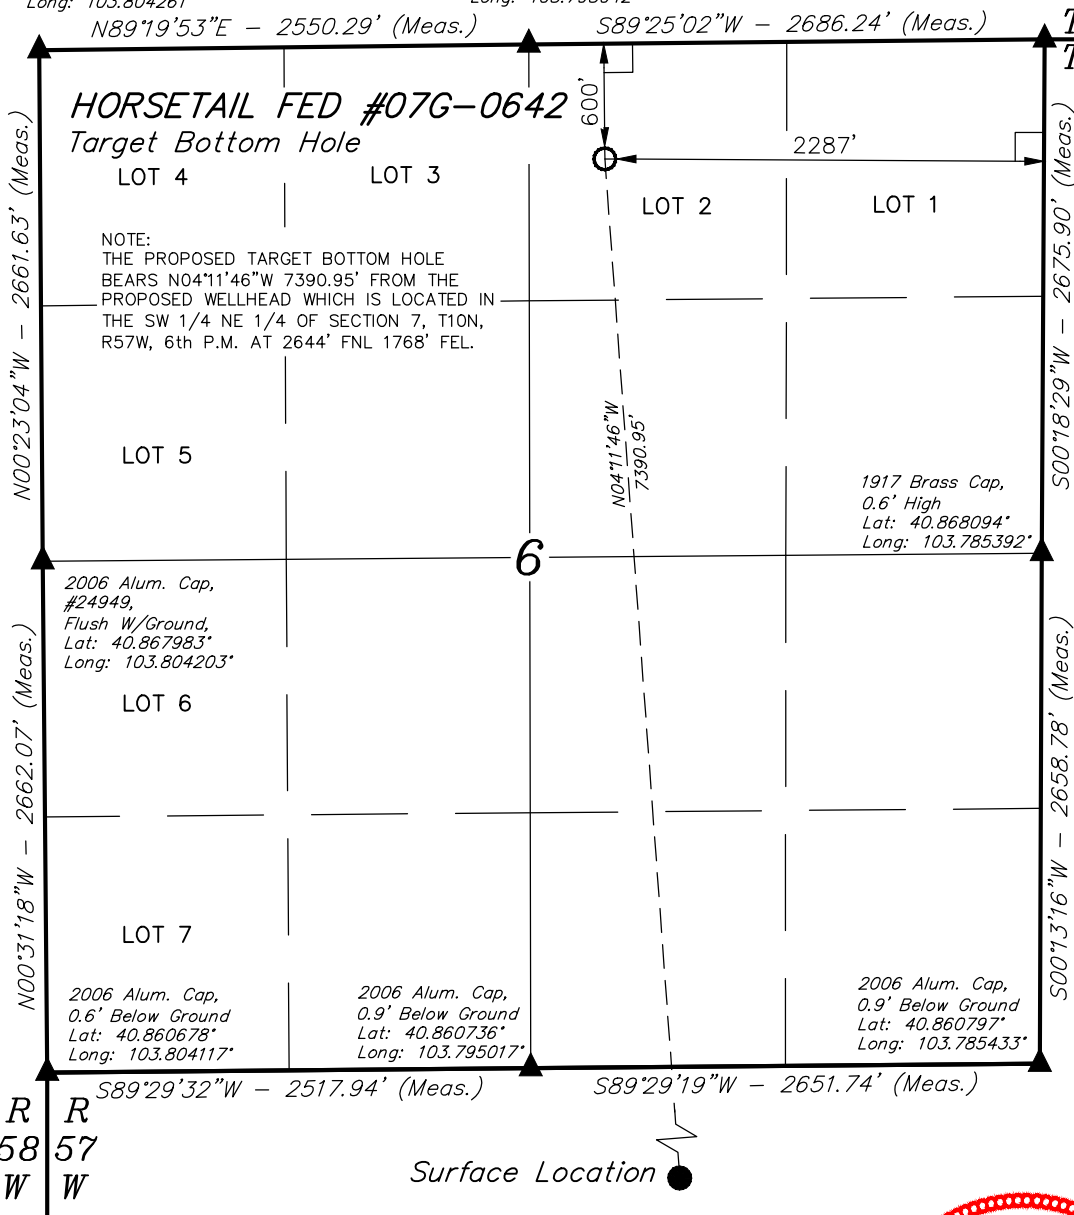 Long: 103.804261
N89°19'53"E - 2550.29' (Meas.)
S89°25'02"W - 2686.24' (Meas.)
T
T
HORSETAIL FED #07G-0642
Target Bottom Hole
600'
2287'
LOT 4
LOT 3
LOT 2
LOT 1
NOTE:
THE PROPOSED TARGET BOTTOM HOLE
BEARS N04°11'46"W 7390.95' FROM THE
PROPOSED WELLHEAD WHICH IS LOCATED IN
THE SW 1/4 NE 1/4 OF SECTION 7, T10N,
R57W, 6th P.M. AT 2644' FNL 1768' FEL.
N00°23'04"W - 2661.63' (Meas.)
S00°18'29"W - 2675.90' (Meas.)
N04°11'46"W
7390.95'
LOT 5
1917 Brass Cap,
0.6' High
Lat: 40.868094°
Long: 103.785392°
6
2006 Alum. Cap,
#24949,
Flush W/Ground,
Lat: 40.867983°
Long: 103.804203°
LOT 6
N00°31'18"W - 2662.07' (Meas.)
S00°13'16"W - 2658.78' (Meas.)
LOT 7
2006 Alum. Cap,
0.6' Below Ground
Lat: 40.860678°
Long: 103.804117°
2006 Alum. Cap,
0.9' Below Ground
Lat: 40.860736°
Long: 103.795017°
2006 Alum. Cap,
0.9' Below Ground
Lat: 40.860797°
Long: 103.785433°
S89°29'32"W - 2517.94' (Meas.)
S89°29'19"W - 2651.74' (Meas.)
R R
58 57
W W
Surface Location